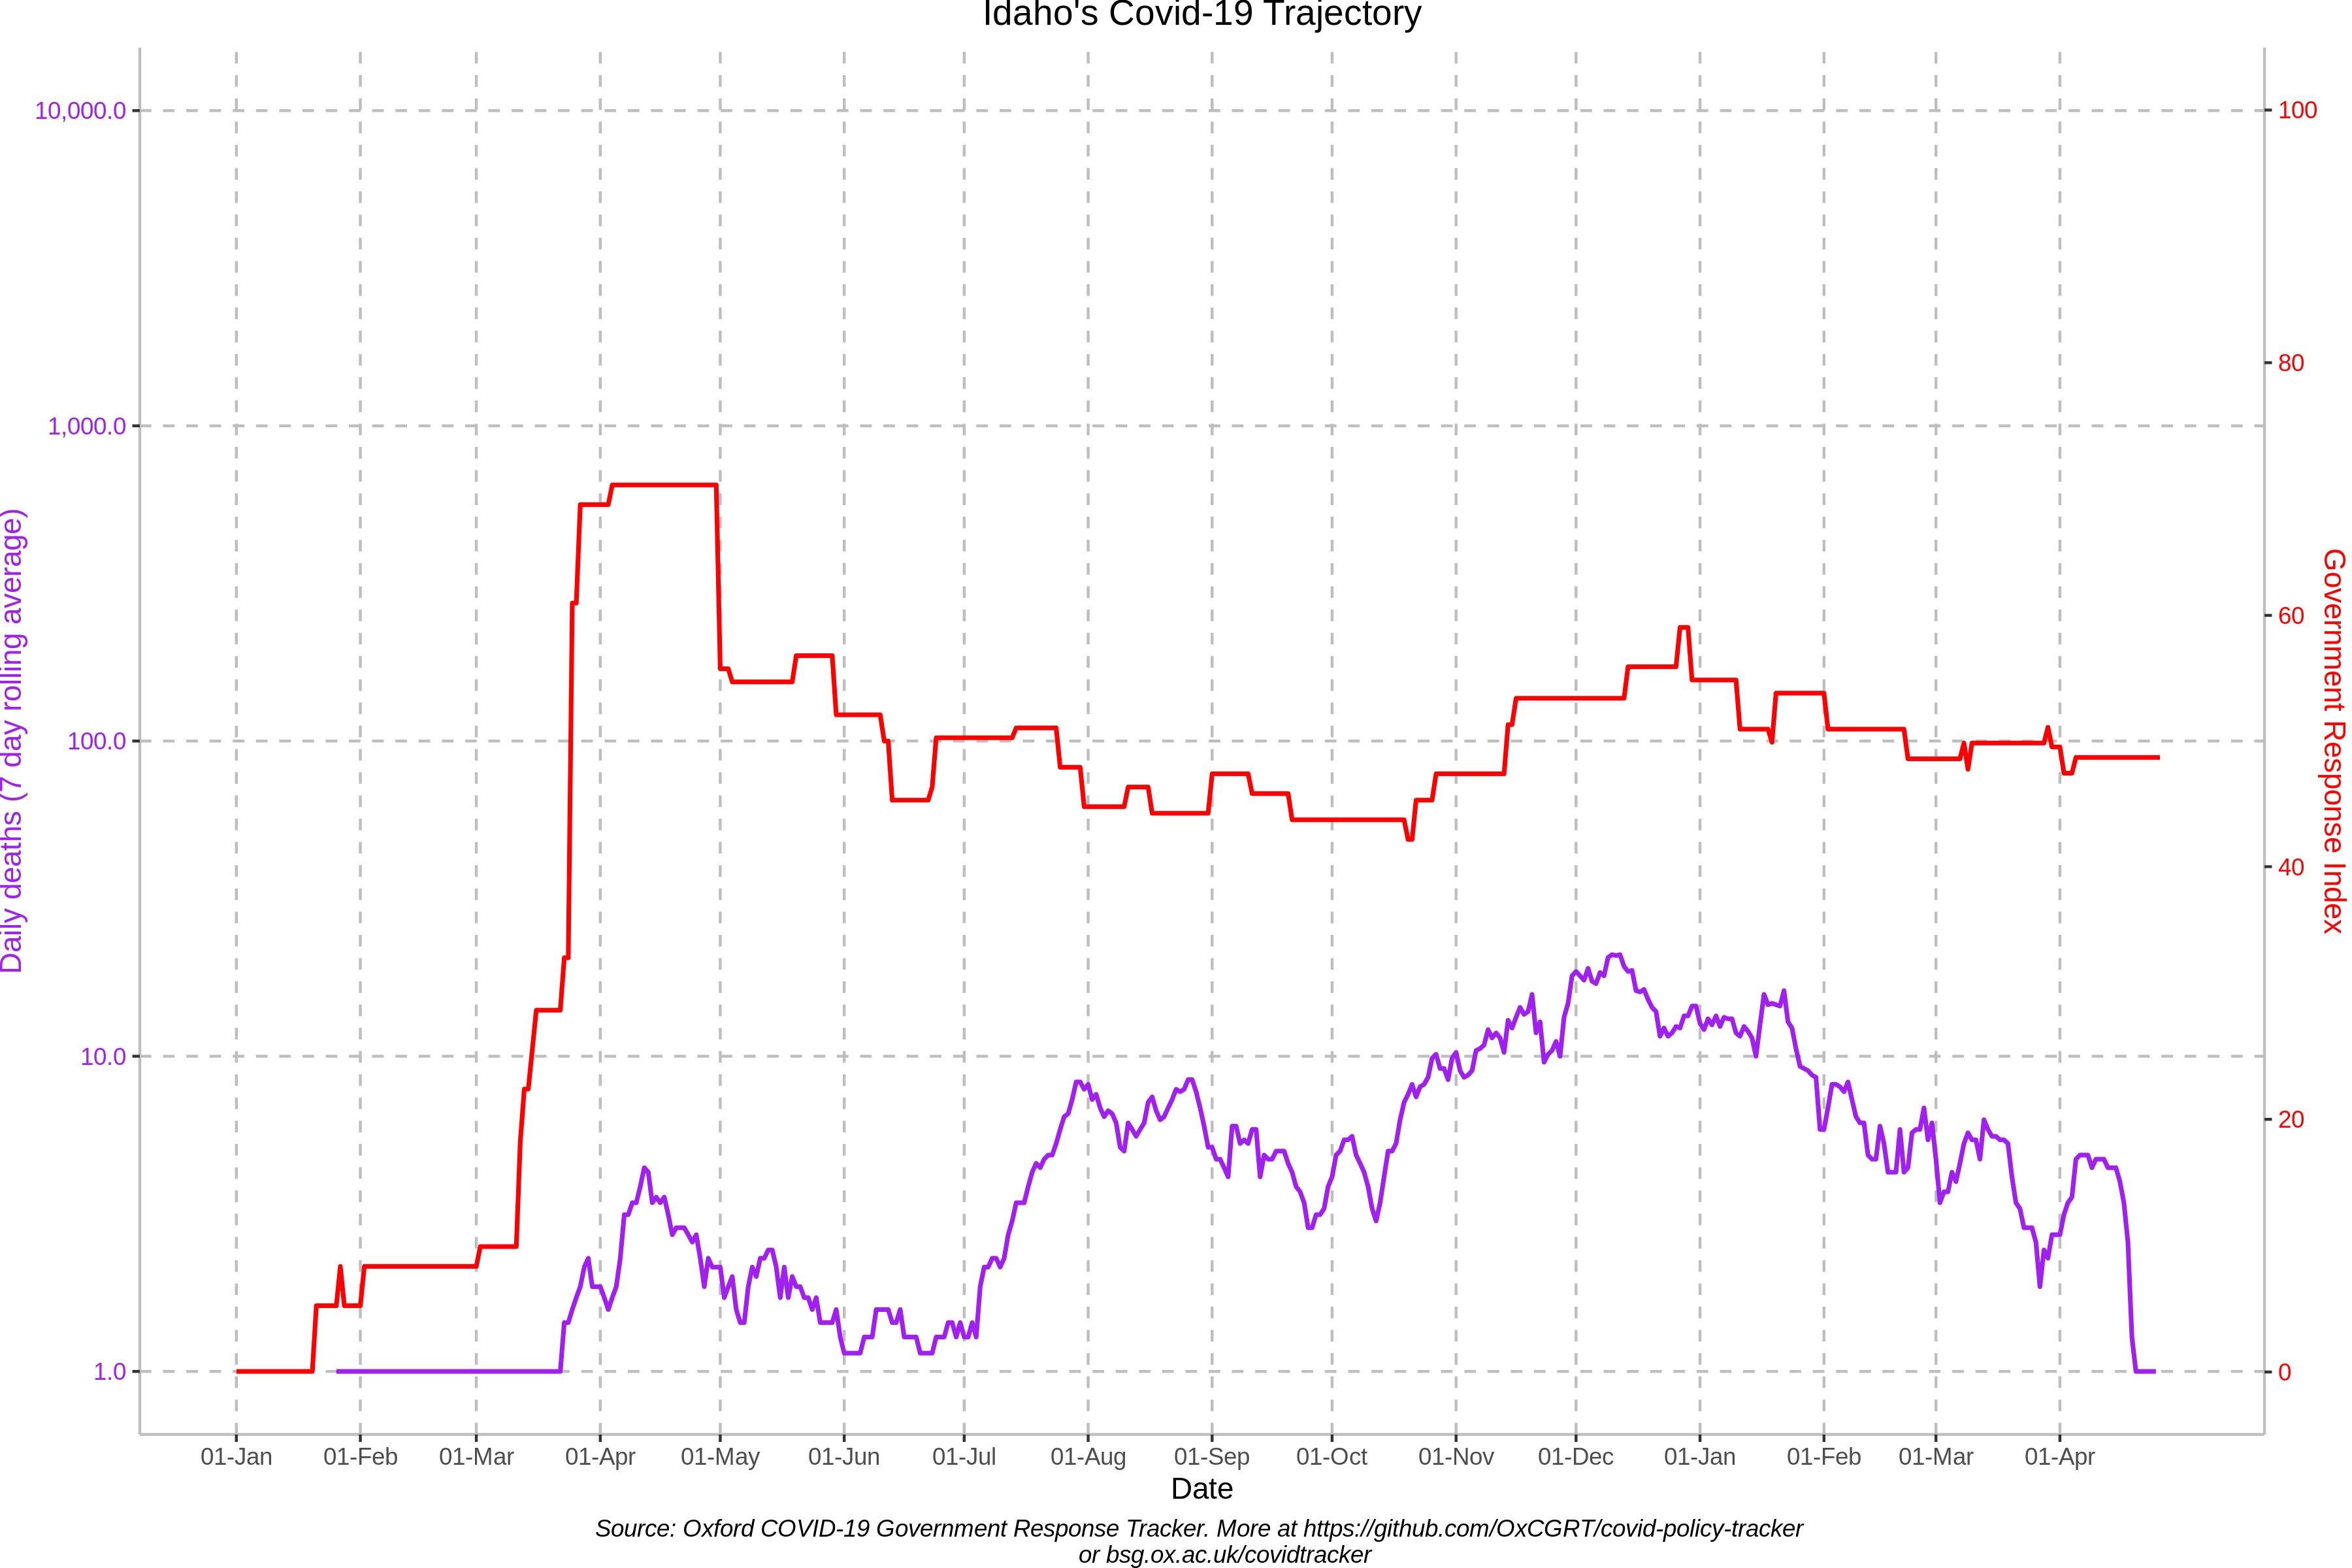 Idaho's Covid-19 Trajectory
10,000.0
1,000.0
100.0
10.0
1.0
Daily deaths (7 day rolling average)
100
80
60
40
20
0
Government Response Index
01-Jan 01-Feb 01-Mar 01-Apr 01-May 01-Jun 01-Jul 01-Aug 01-Sep 01-Oct 01-Nov 01-Dec 01-Jan 01-Feb 01-Mar 01-Apr
Date
Source: Oxford COVID-19 Government Response Tracker. More at https://github.com/OxCGRT/covid-policy-tracker
or bsg.ox.ac.uk/covidtracker